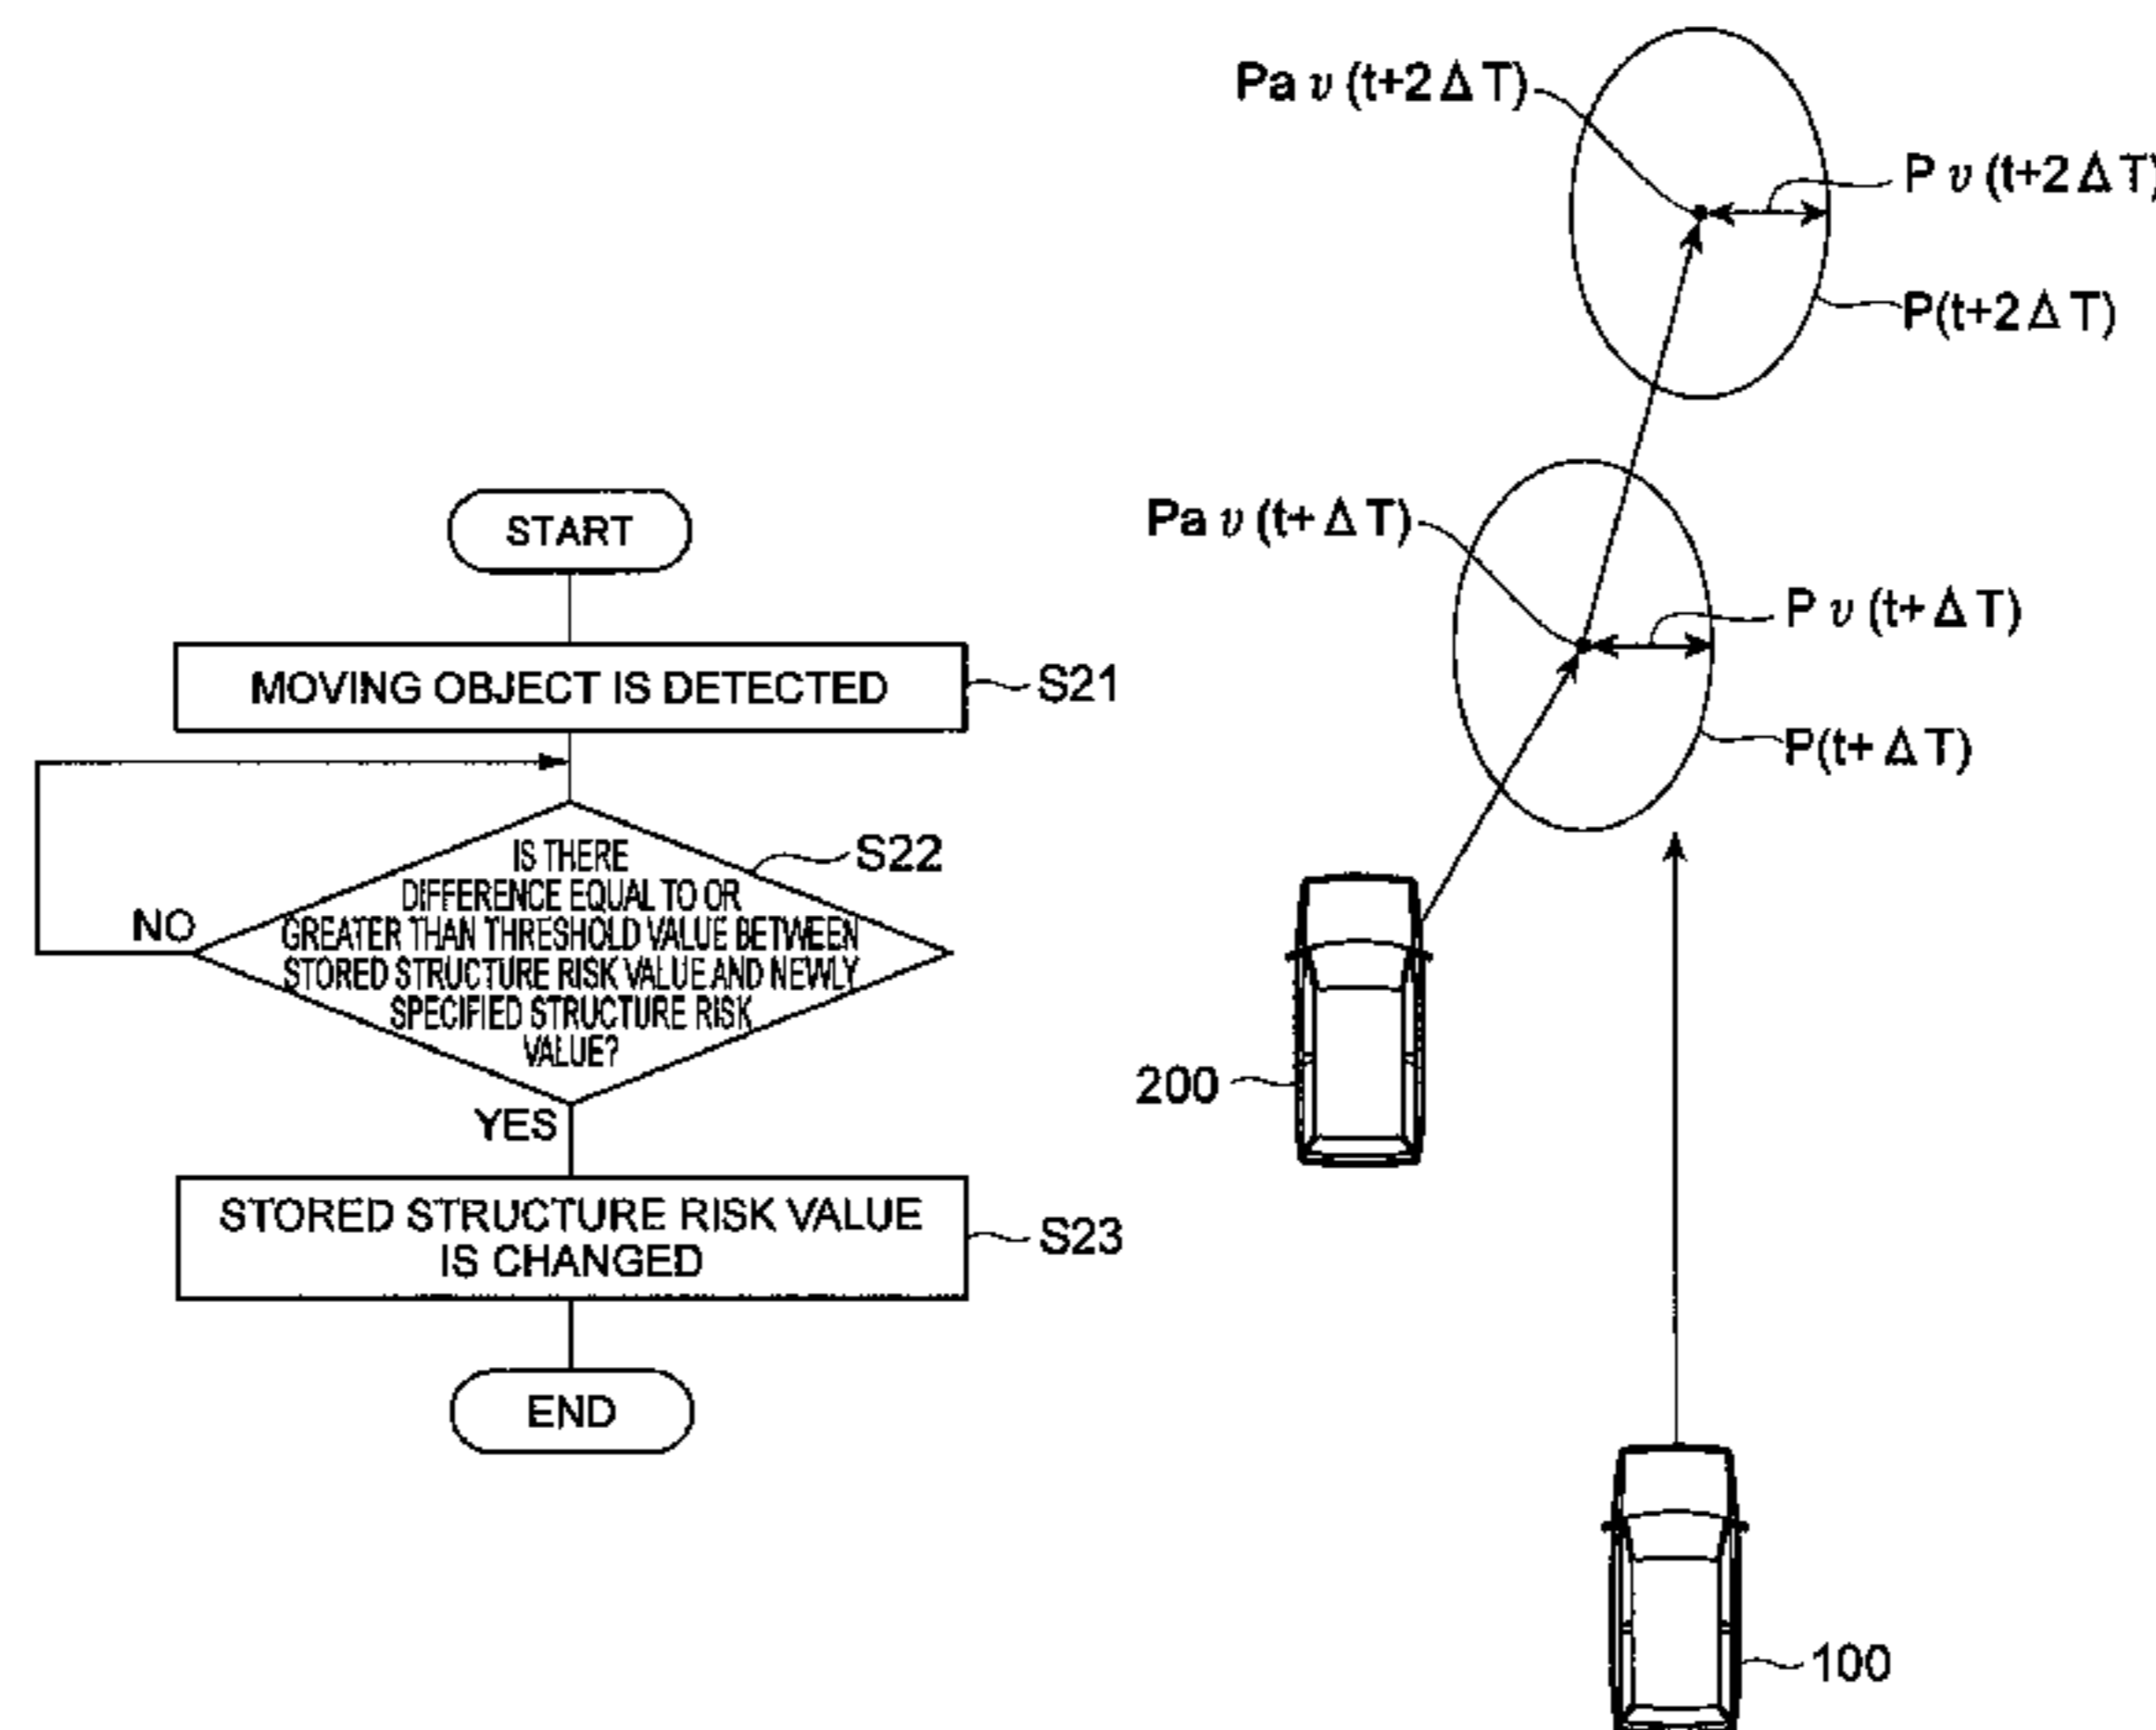 START
MOVING OBJECT IS DETECTED
S21
S22
IS THERE
DIFFERENCE EQUAL TO OR
GREATER THAN THRESHOLD VALUE BETWEEN
STORED STRUCTURE RISK VALUE AND NEWLY
SPECIFIED STRUCTURE RISK
VALUE?
NO
YES
STORED STRUCTURE RISK VALUE
IS CHANGED
S23
END
Pa υ (t+2ΔT)
P υ (t+2ΔT)
P(t+2ΔT)
Pa υ (t+ΔT)
P υ (t+ΔT)
P(t+ΔT)
200
100